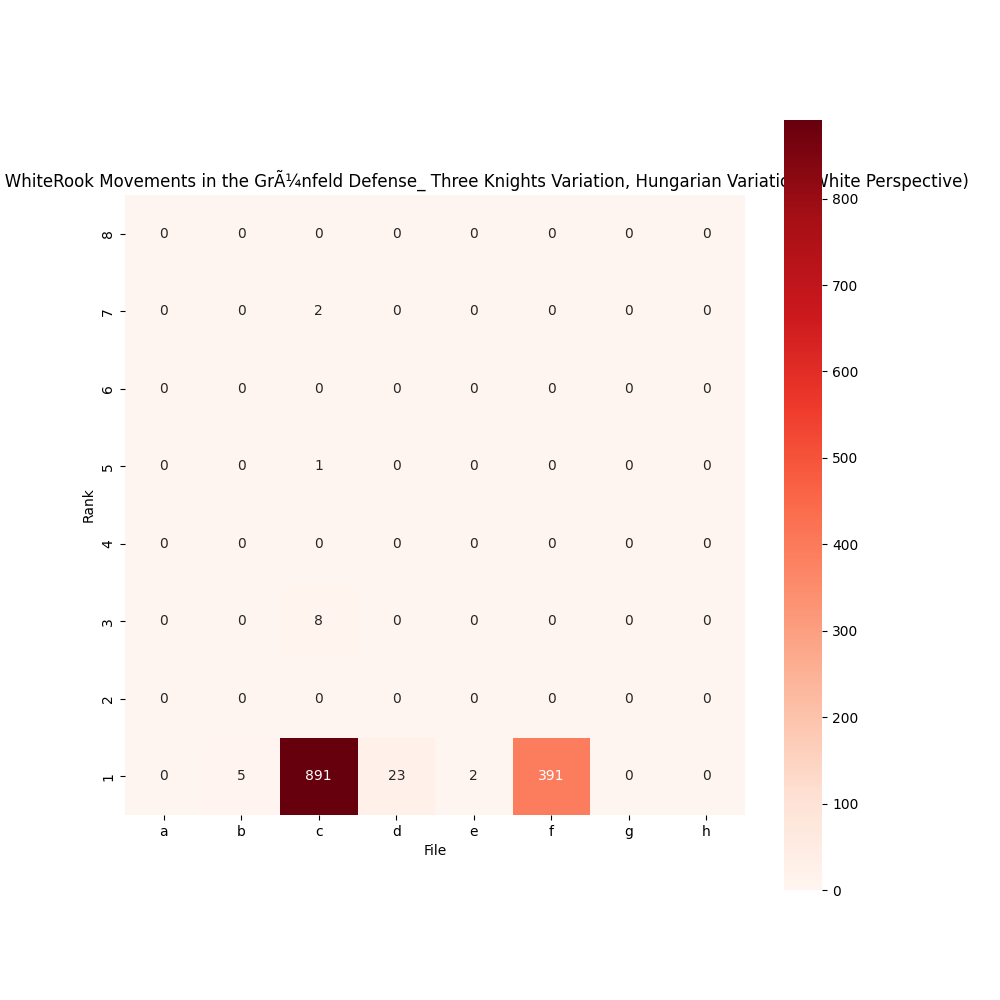 WhiteRook Movements in the GrÃ¼nfeld Defense_ Three Knights Variation, Hungarian Variation (White Perspective)
800
8 0 0 0 0 0 0 0 0
700
7 0 0 2 0 0 0 0 0
600
6 0 0 0 0 0 0 0 0
500
5 0 0 1 0 0 0 0 0
Rank
400
4 0 0 0 0 0 0 0 0
300
3 0 0 8 0 0 0 0 0
200
2 0 0 0 0 0 0 0 0
1 0 5 891 23 2 391 0 0
100
a b c d e f g h
File
0